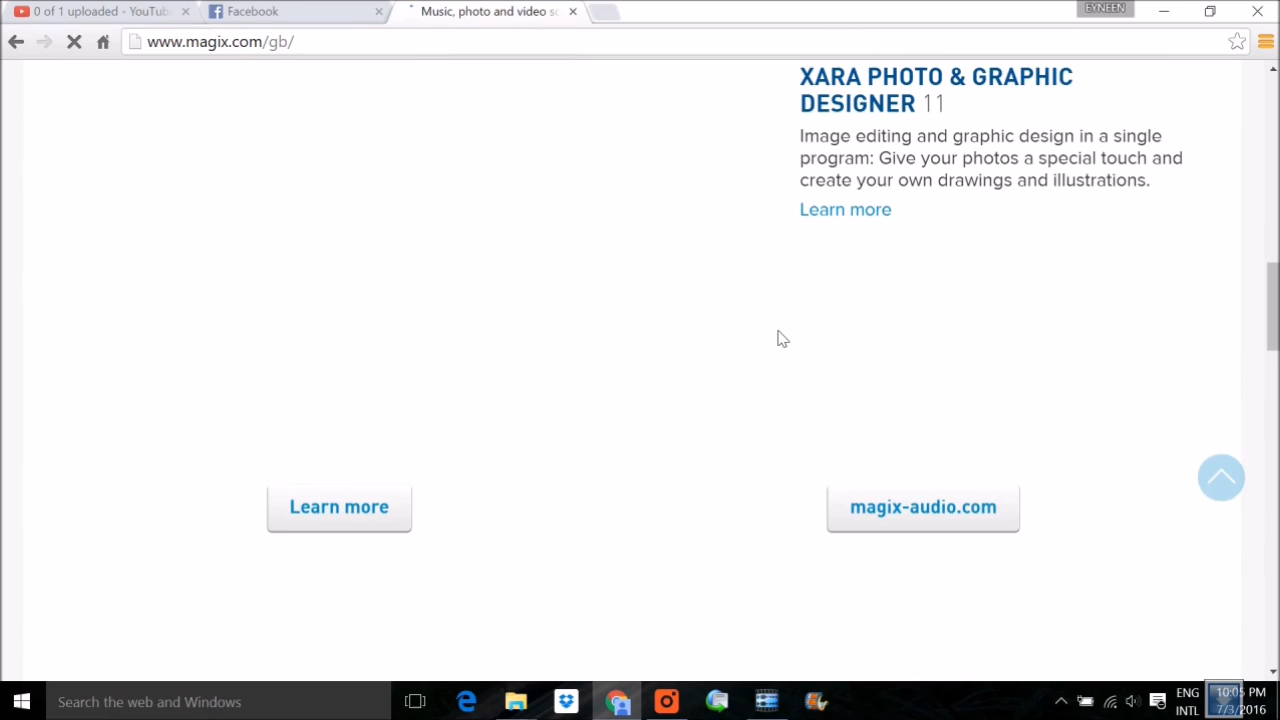 0 of 1 uploaded - YouTub
Facebook
Music, photo and video so
EYNEEN
www.magix.com/gb/
XARA PHOTO & GRAPHIC
DESIGNER 11
Image editing and graphic design in a single
program: Give your photos a special touch and
create your own drawings and illustrations.
Learn more
Learn more
magix-audio.com
Search the web and Windows
ENG
INTL
10:05 PM
7/3/2016